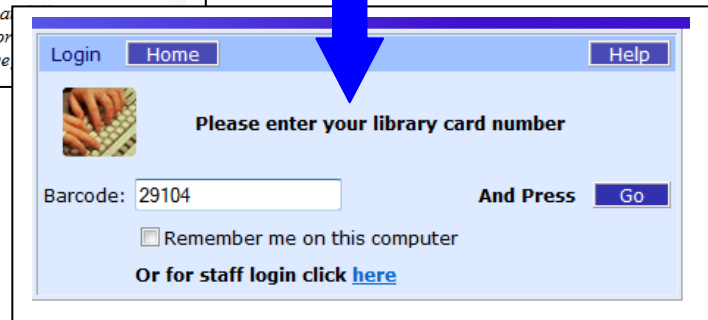 Login Home Help
Please enter your library card number
Barcode: 29104 And Press Go
Remember me on this computer
Or for staff login click here